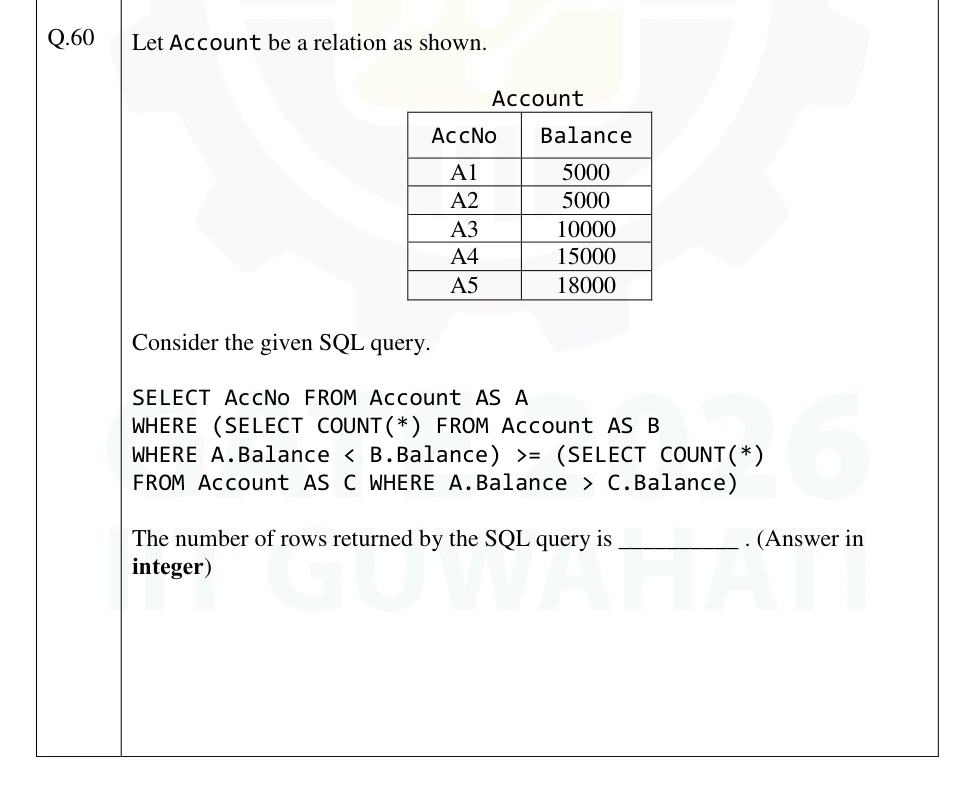 Q.60
Let Account be a relation as shown.
Account
AccNo Balance
A1 5000
A2 5000
A3 10000
A4 15000
A5 18000
Consider the given SQL query.
SELECT AccNo FROM Account AS A
WHERE (SELECT COUNT(*) FROM Account AS B
WHERE A.Balance < B.Balance) >= (SELECT COUNT(*)
FROM Account AS C WHERE A.Balance > C.Balance)
The number of rows returned by the SQL query is __________ . (Answer in
integer)
2026
IIT GUWAHATI